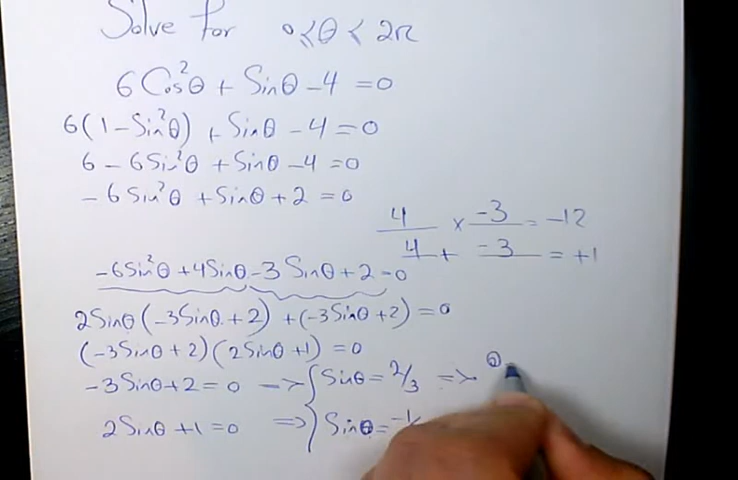 Solve for 0 ⩽ θ < 2π
6Cos²θ + Sinθ - 4 = 0
6(1 - Sin²θ) + Sinθ - 4 = 0
6 - 6Sin²θ + Sinθ - 4 = 0
-6Sin²θ + Sinθ + 2 = 0
4 × -3 = -12
4 + -3 = +1
-6Sin²θ + 4Sinθ - 3Sinθ + 2 = 0
2Sinθ(-3Sinθ + 2) + (-3Sinθ + 2) = 0
(-3Sinθ + 2)(2Sinθ + 1) = 0
-3Sinθ + 2 = 0 → Sinθ = 2/3 ⇒ θ
2Sinθ + 1 = 0 ⇒ Sinθ = -1/